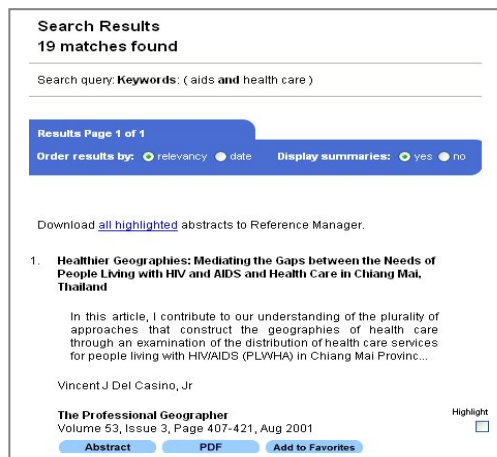 Search Results
19 matches found
Search query: Keywords: ( aids and health care )
Results Page 1 of 1
Order results by: relevancy date Display summaries: yes no
Download all highlighted abstracts to Reference Manager.
1. Healthier Geographies: Mediating the Gaps between the Needs of
People Living with HIV and AIDS and Health Care in Chiang Mai,
Thailand
In this article, I contribute to our understanding of the plurality of
approaches that construct the geographies of health care
through an examination of the distribution of health care services
for people living with HIV/AIDS (PLWHA) in Chiang Mai Provinc...
Vincent J Del Casino, Jr
The Professional Geographer Highlight
Volume 53, Issue 3, Page 407-421, Aug 2001
Abstract PDF Add to Favorites